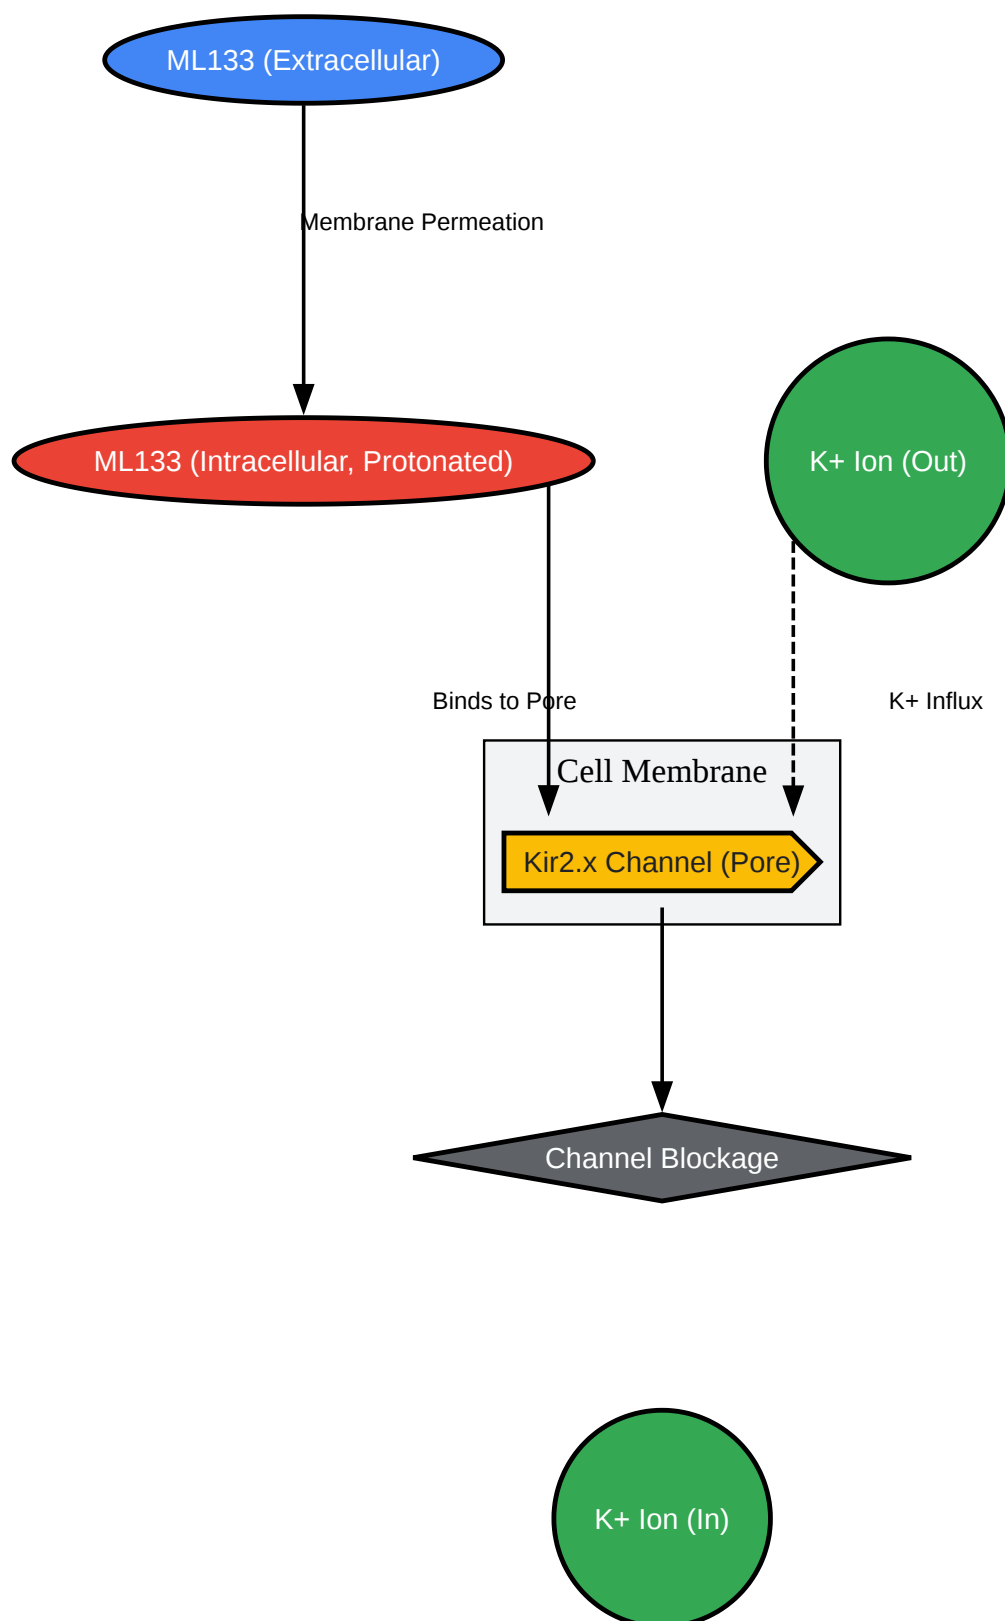 ML133 (Extracellular)
Membrane Permeation
ML133 (Intracellular, Protonated)
K+ Ion (Out)
Binds to Pore
K+ Influx
Cell Membrane
Kir2.x Channel (Pore)
Channel Blockage
K+ Ion (In)